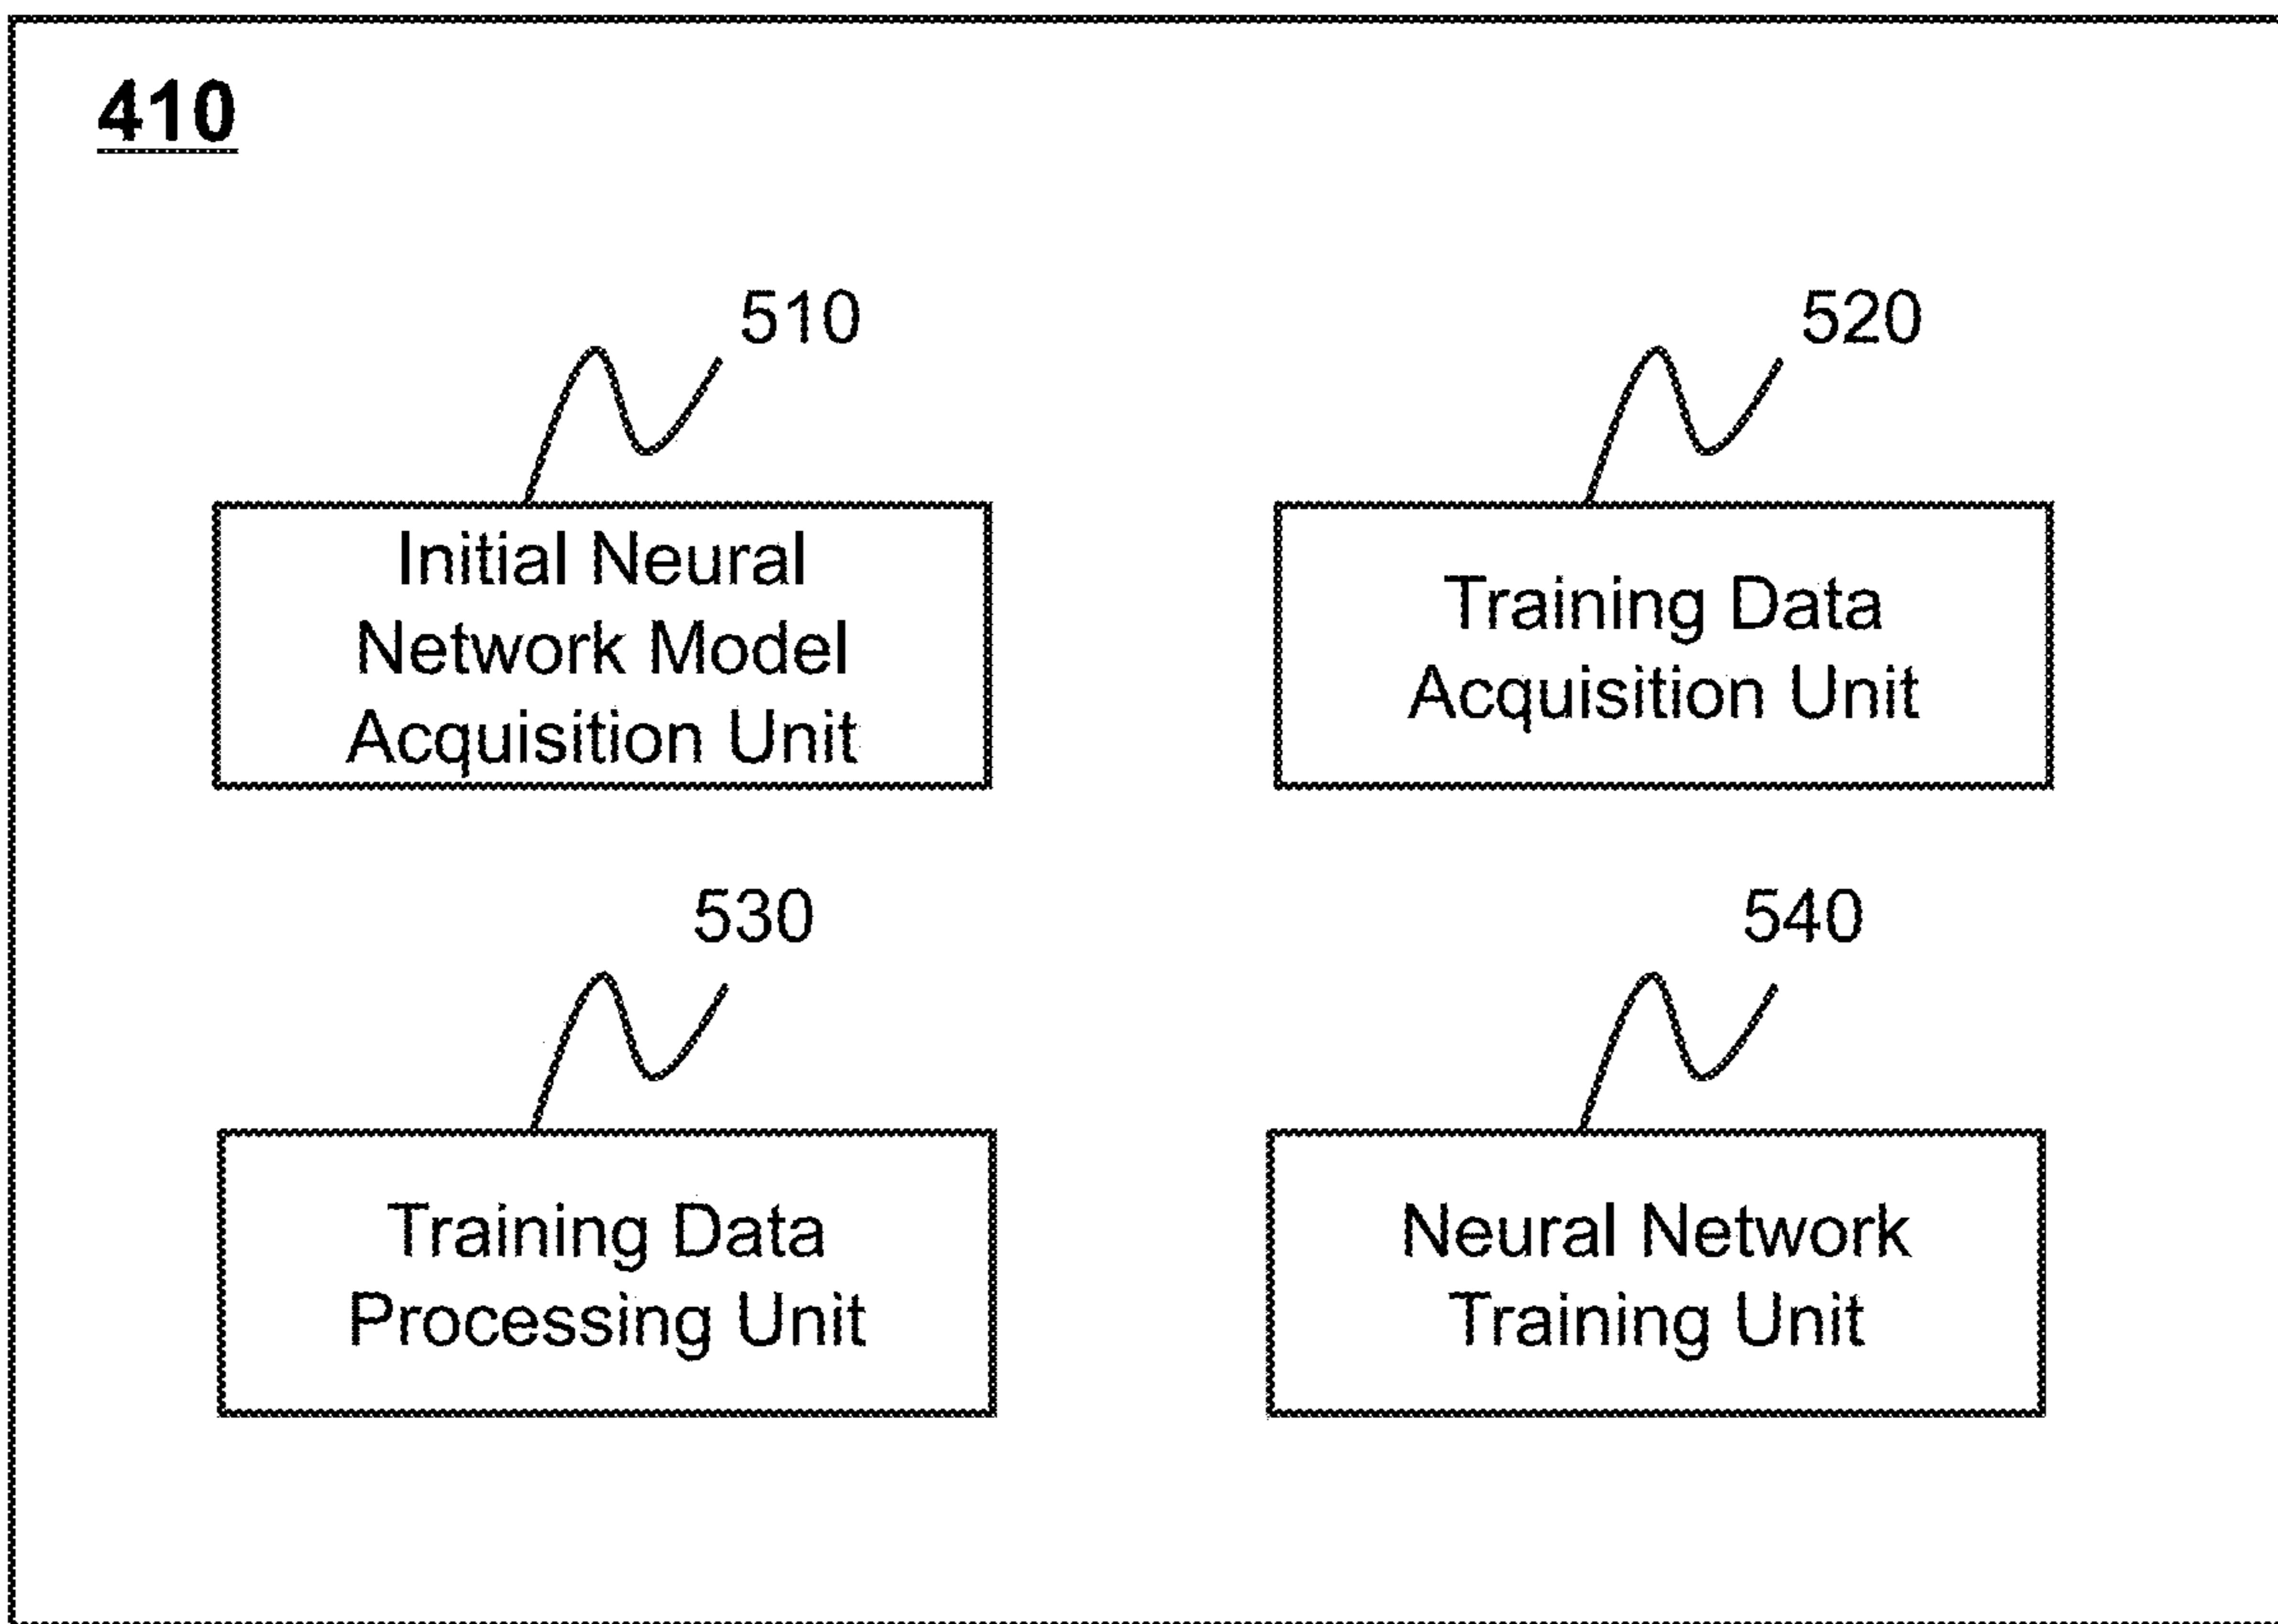 410
510
520
Initial Neural
Network Model
Acquisition Unit
Training Data
Acquisition Unit
530
540
Training Data
Processing Unit
Neural Network
Training Unit